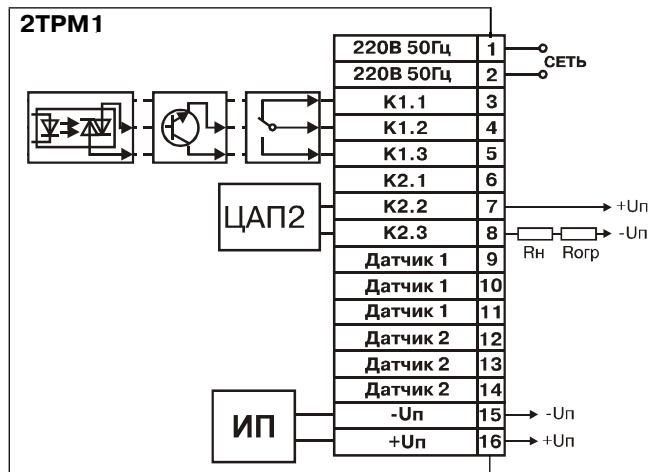 2ТРМ1
220В 50Гц 1
220В 50Гц 2
СЕТЬ
К1.1 3
К1.2 4
К1.3 5
К2.1 6
ЦАП2
К2.2 7 +Uп
К2.3 8 -Uп
Rн Rогр
Датчик 1 9
Датчик 1 10
Датчик 1 11
Датчик 2 12
Датчик 2 13
Датчик 2 14
ИП
-Uп 15 -Uп
+Uп 16 +Uп